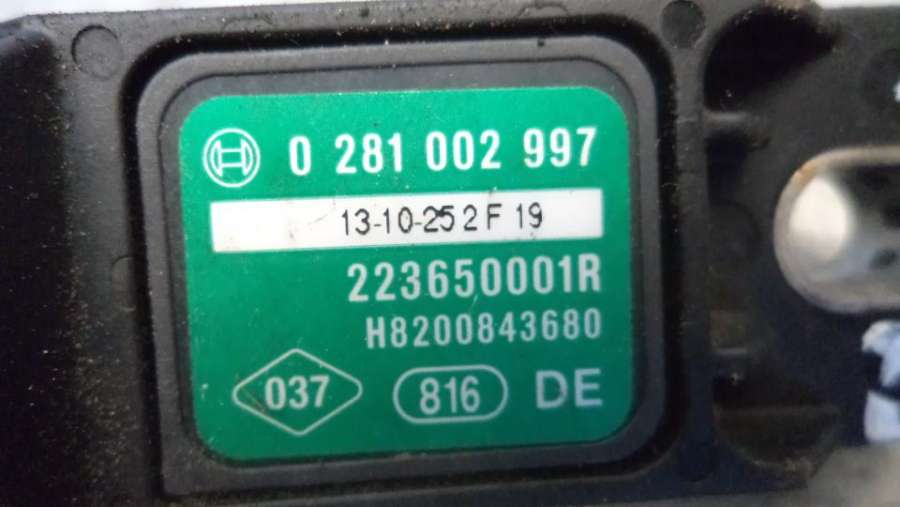 0 281 002 997
13-10-25 2 F 19
223650001R
H8200843680
037 816 DE